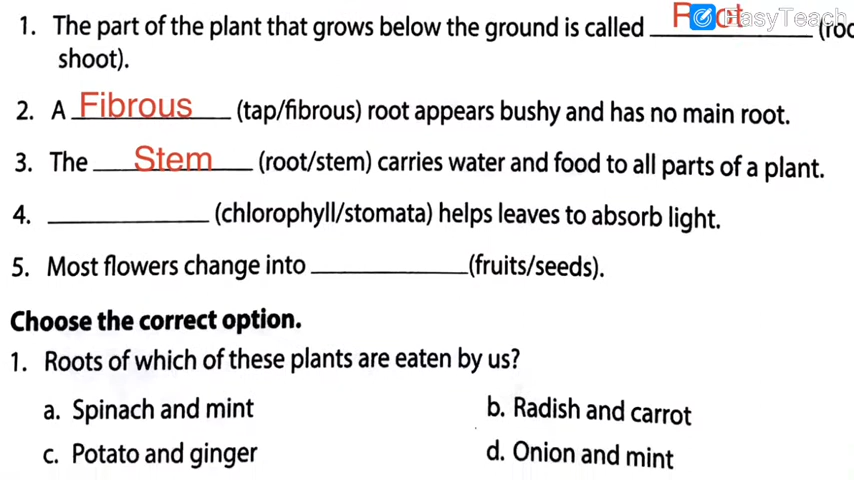 1. The part of the plant that grows below the ground is called Root (roo
shoot).
2. A Fibrous (tap/fibrous) root appears bushy and has no main root.
3. The Stem (root/stem) carries water and food to all parts of a plant.
4. ____________ (chlorophyll/stomata) helps leaves to absorb light.
5. Most flowers change into ____________(fruits/seeds).
Choose the correct option.
1. Roots of which of these plants are eaten by us?
a. Spinach and mint b. Radish and carrot
c. Potato and ginger d. Onion and mint